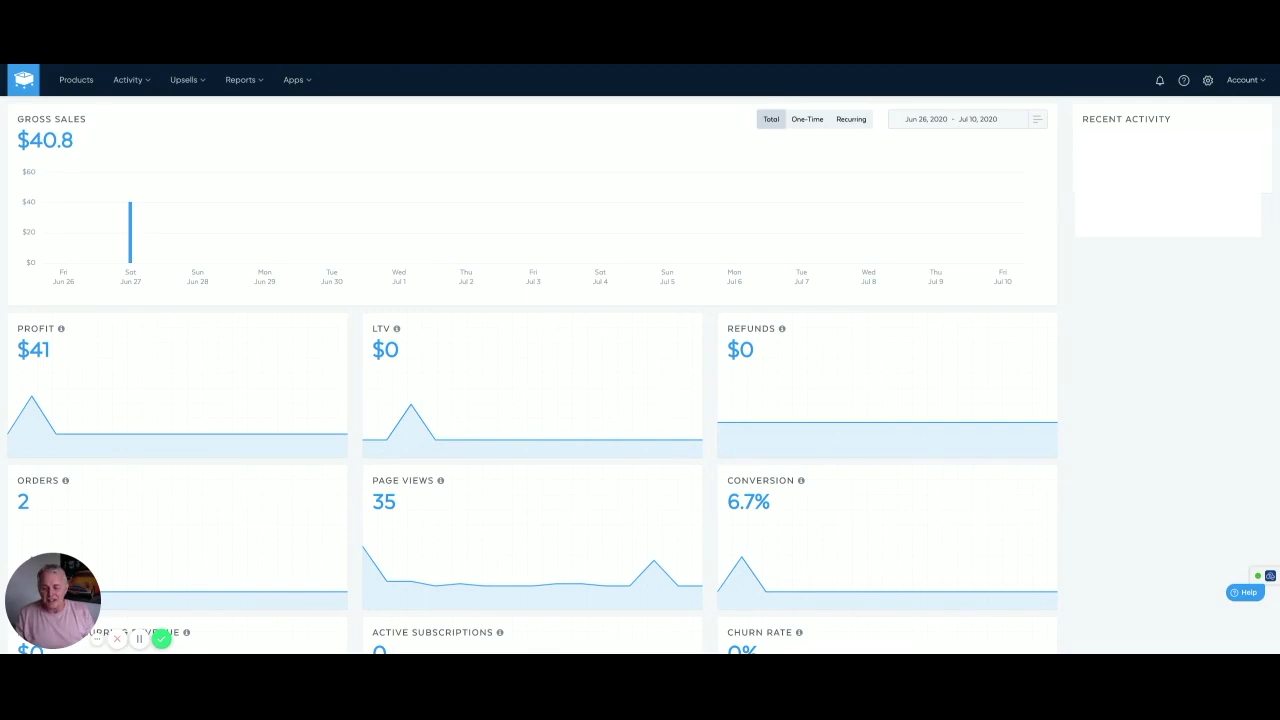 Products Activity Upsells Reports Apps Account
GROSS SALES
$40.8
Total One-Time Recurring
Jun 26, 2020 - Jul 10, 2020
RECENT ACTIVITY
$60
$40
$20
$0
Fri Sat Sun Mon Tue Wed Thu Fri Sat Sun Mon Tue Wed Thu Fri
Jun 26 Jun 27 Jun 28 Jun 29 Jun 30 Jul 1 Jul 2 Jul 3 Jul 4 Jul 5 Jul 6 Jul 7 Jul 8 Jul 9 Jul 10
PROFIT
$41
LTV
$0
REFUNDS
$0
ORDERS
2
PAGE VIEWS
35
CONVERSION
6.7%
Help
$0
ACTIVE SUBSCRIPTIONS
0
CHURN RATE
0%